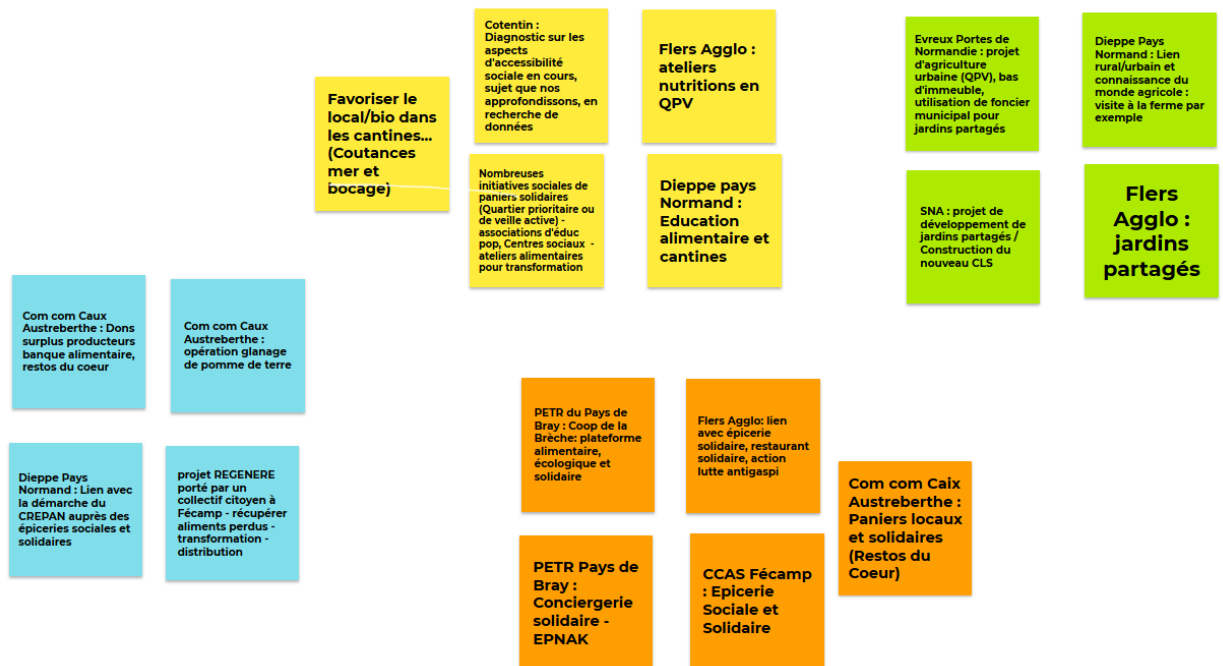 Favoriser le
local/bio dans
les cantines...
(Coutances
mer et
bocage)
Cotentin :
Diagnostic sur les
aspects
d'accessibilité
sociale en cours,
sujet que nos
approfondissons, en
recherche de
données
Flers Agglo :
ateliers
nutritions en
QPV
Nombreuses
initiatives sociales de
paniers solidaires
(Quartier prioritaire ou
de veille active) -
associations d'éduc
pop, Centres sociaux -
ateliers alimentaires
pour transformation
Dieppe pays
Normand :
Education
alimentaire et
cantines
Evreux Portes de
Normandie : projet
d'agriculture
urbaine (QPV), bas
d'immeuble,
utilisation de foncier
municipal pour
jardins partagés
Dieppe Pays
Normand : Lien
rural/urbain et
connaissance du
monde agricole :
visite à la ferme par
exemple
SNA : projet de
développement de
jardins partagés /
Construction du
nouveau CLS
Flers
Agglo :
jardins
partagés
Com com Caux
Austreberthe : Dons
surplus producteurs
banque alimentaire,
restos du coeur
Com com Caux
Austreberthe :
opération glanage
de pomme de terre
Dieppe Pays
Normand : Lien avec
la démarche du
CREPAN auprès des
épiceries sociales et
solidaires
projet REGENERE
porté par un
collectif citoyen à
Fécamp - récupérer
aliments perdus -
transformation -
distribution
PETR du Pays de
Bray : Coop de la
Brèche: plateforme
alimentaire,
écologique et
solidaire
Flers Agglo: lien
avec épicerie
solidaire, restaurant
solidaire, action
lutte antigaspi
Com com Caix
Austreberthe :
Paniers locaux
et solidaires
(Restos du
Coeur)
PETR Pays de
Bray :
Conciergerie
solidaire -
EPNAK
CCAS Fécamp
: Epicerie
Sociale et
Solidaire